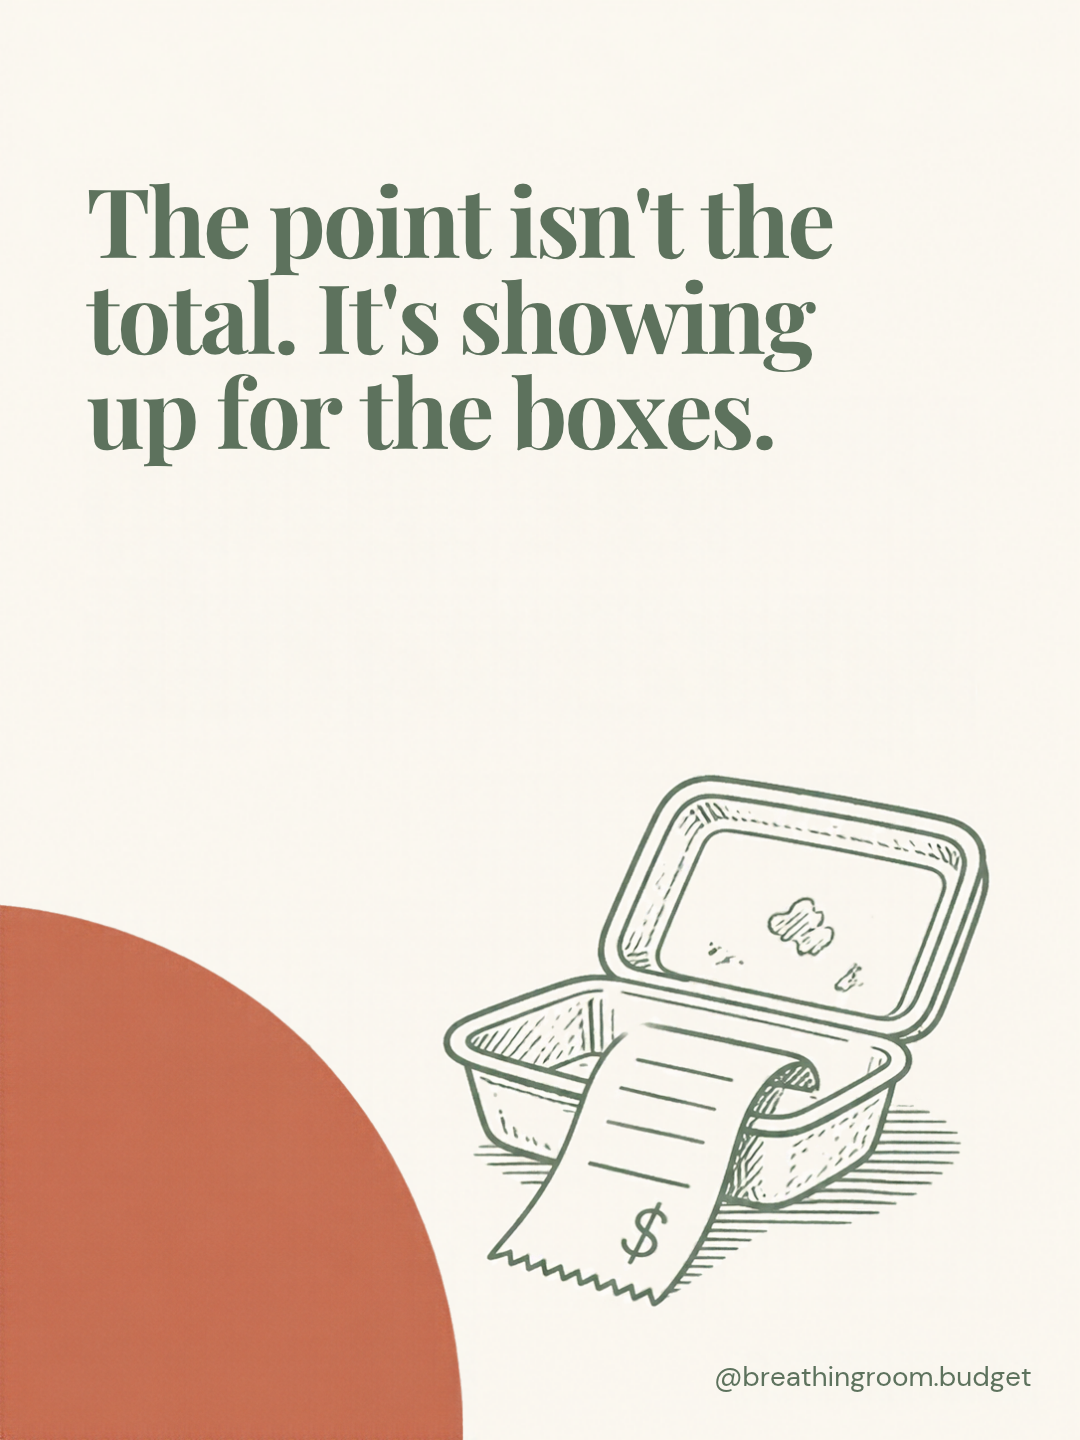 The point isn't the
total. It's showing
up for the boxes.
$
@breathingroom.budget